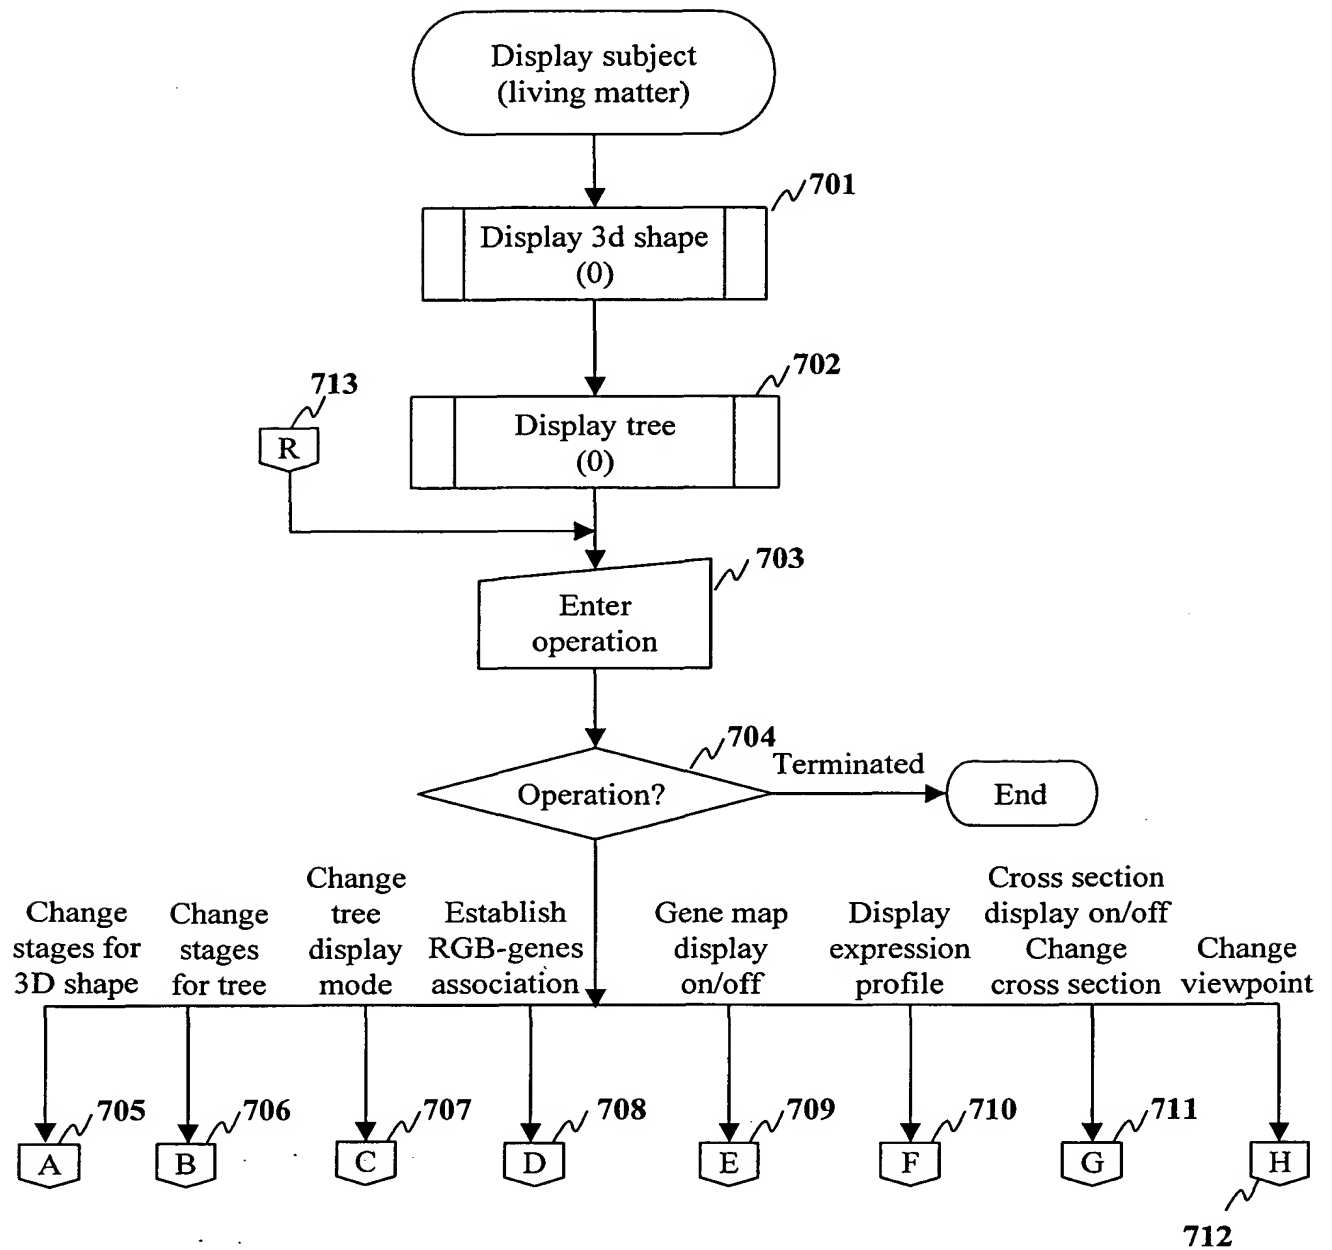 Display subject
(living matter)
701
Display 3d shape
(0)
702
Display tree
(0)
713
R
703
Enter
operation
704
Operation?
Terminated
End
Change
stages for
3D shape
Change
stages
for tree
Change
tree
display
mode
Establish
RGB-genes
association
Gene map
display
on/off
Display
expression
profile
Cross section
display on/off
Change
cross section
Change
viewpoint
705
706
707
708
709
710
711
A
B
C
D
E
F
G
H
712